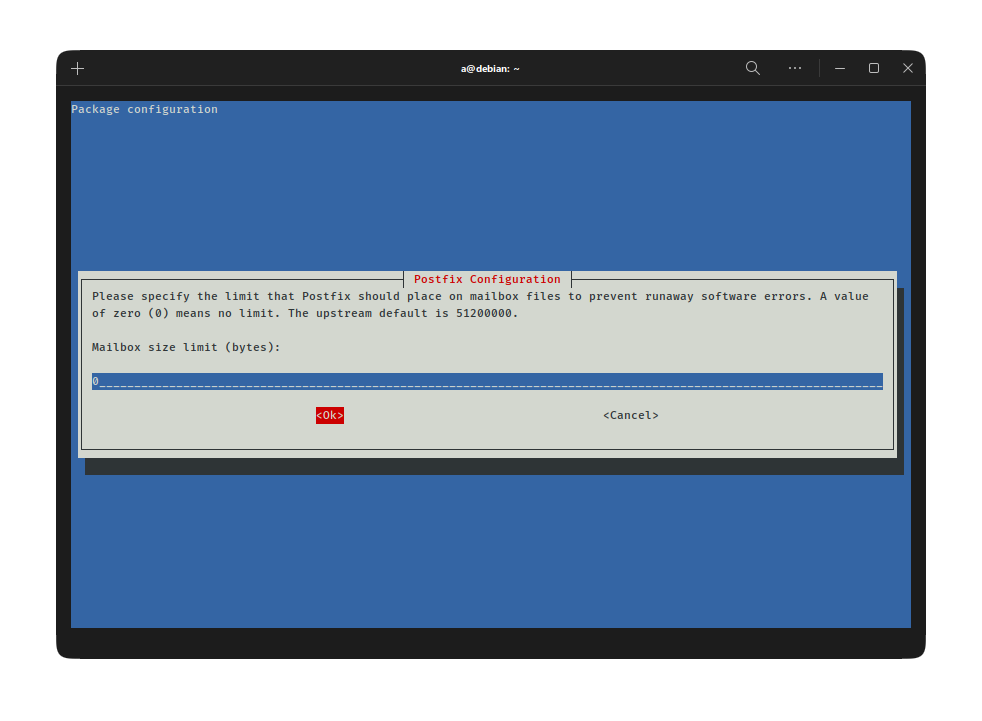 a@debian: ~
Package configuration
Postfix Configuration
Please specify the limit that Postfix should place on mailbox files to prevent runaway software errors. A value
of zero (0) means no limit. The upstream default is 51200000.
Mailbox size limit (bytes):
0________________________________________________________________________________________________________________
<Ok> <Cancel>